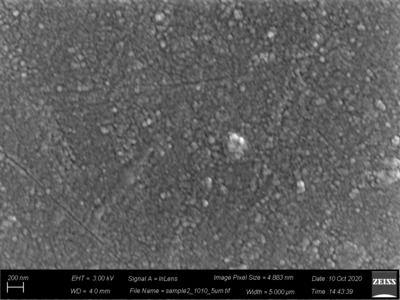 200 nm
EHT = 3.00 kV
Signal A = InLens
Image Pixel Size = 4.883 nm
Date :10 Oct 2020
WD = 4.0 mm
File Name = sample2_1010_5um.tif
Width = 5.000 µm
Time :14:43:39
ZEISS